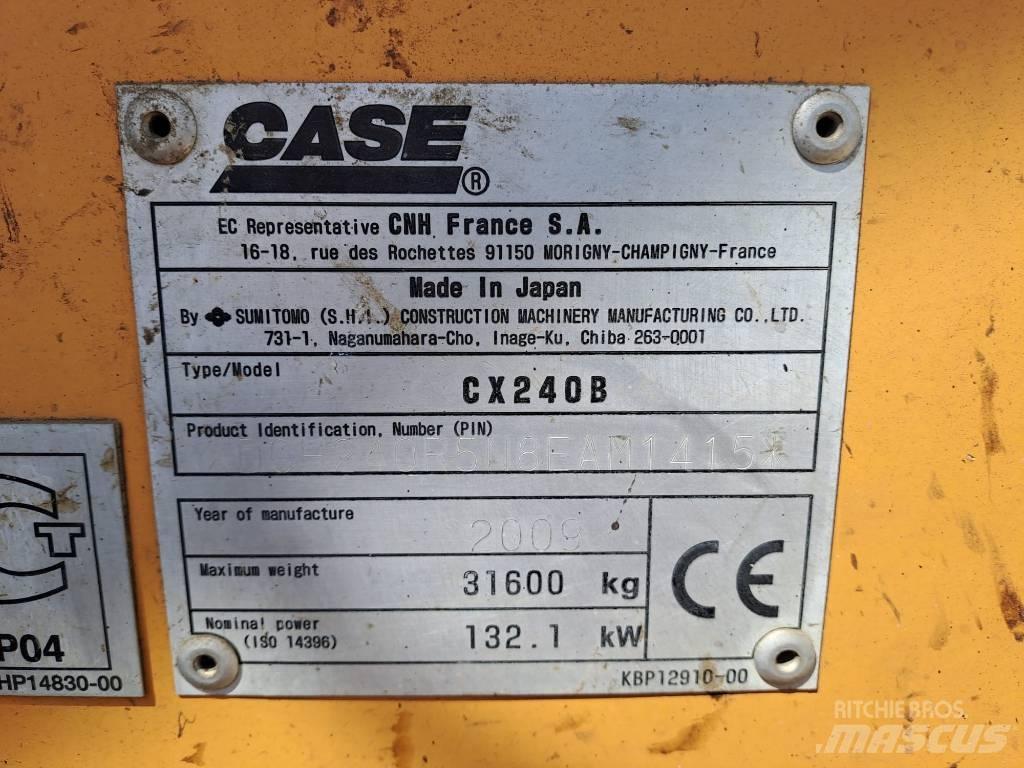 CASE
®
EC Representative CNH France S.A.
16-18, rue des Rochettes 91150 MORIGNY-CHAMPIGNY-France
Made In Japan
By SUMITOMO (S.H.I.) CONSTRUCTION MACHINERY MANUFACTURING CO.,LTD.
731-1, Naganumahara-Cho, Inage-Ku, Chiba 263-0001
Type/Model CX240B
Product Identification, Number (PIN)
Year of manufacture 2009
Maximum weight 31600 kg
Nominal power 132.1 kW
(ISO 14396)
CE
KBP12910-00
P04
HP14830-00
RITCHIE BROS.
MASCUS